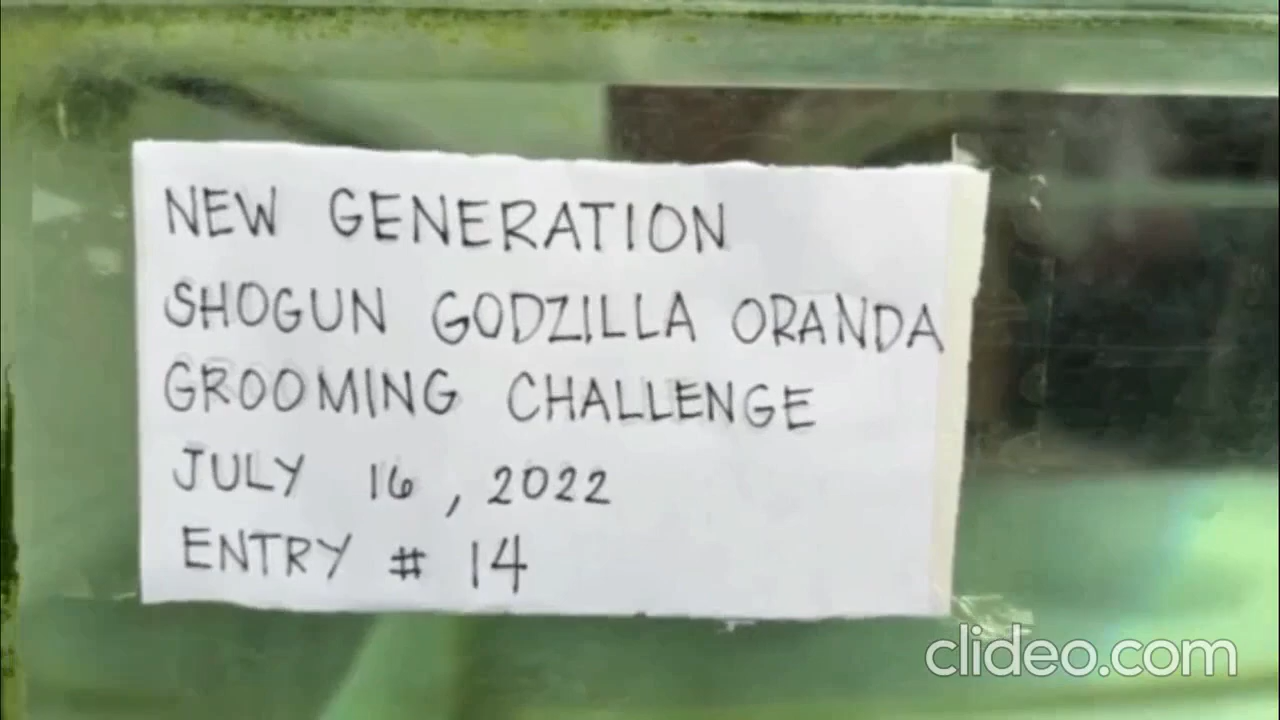 NEW GENERATION
SHOGUN GODZILLA ORANDA
GROOMING CHALLENGE
JULY 16, 2022
ENTRY # 14
clideo.com